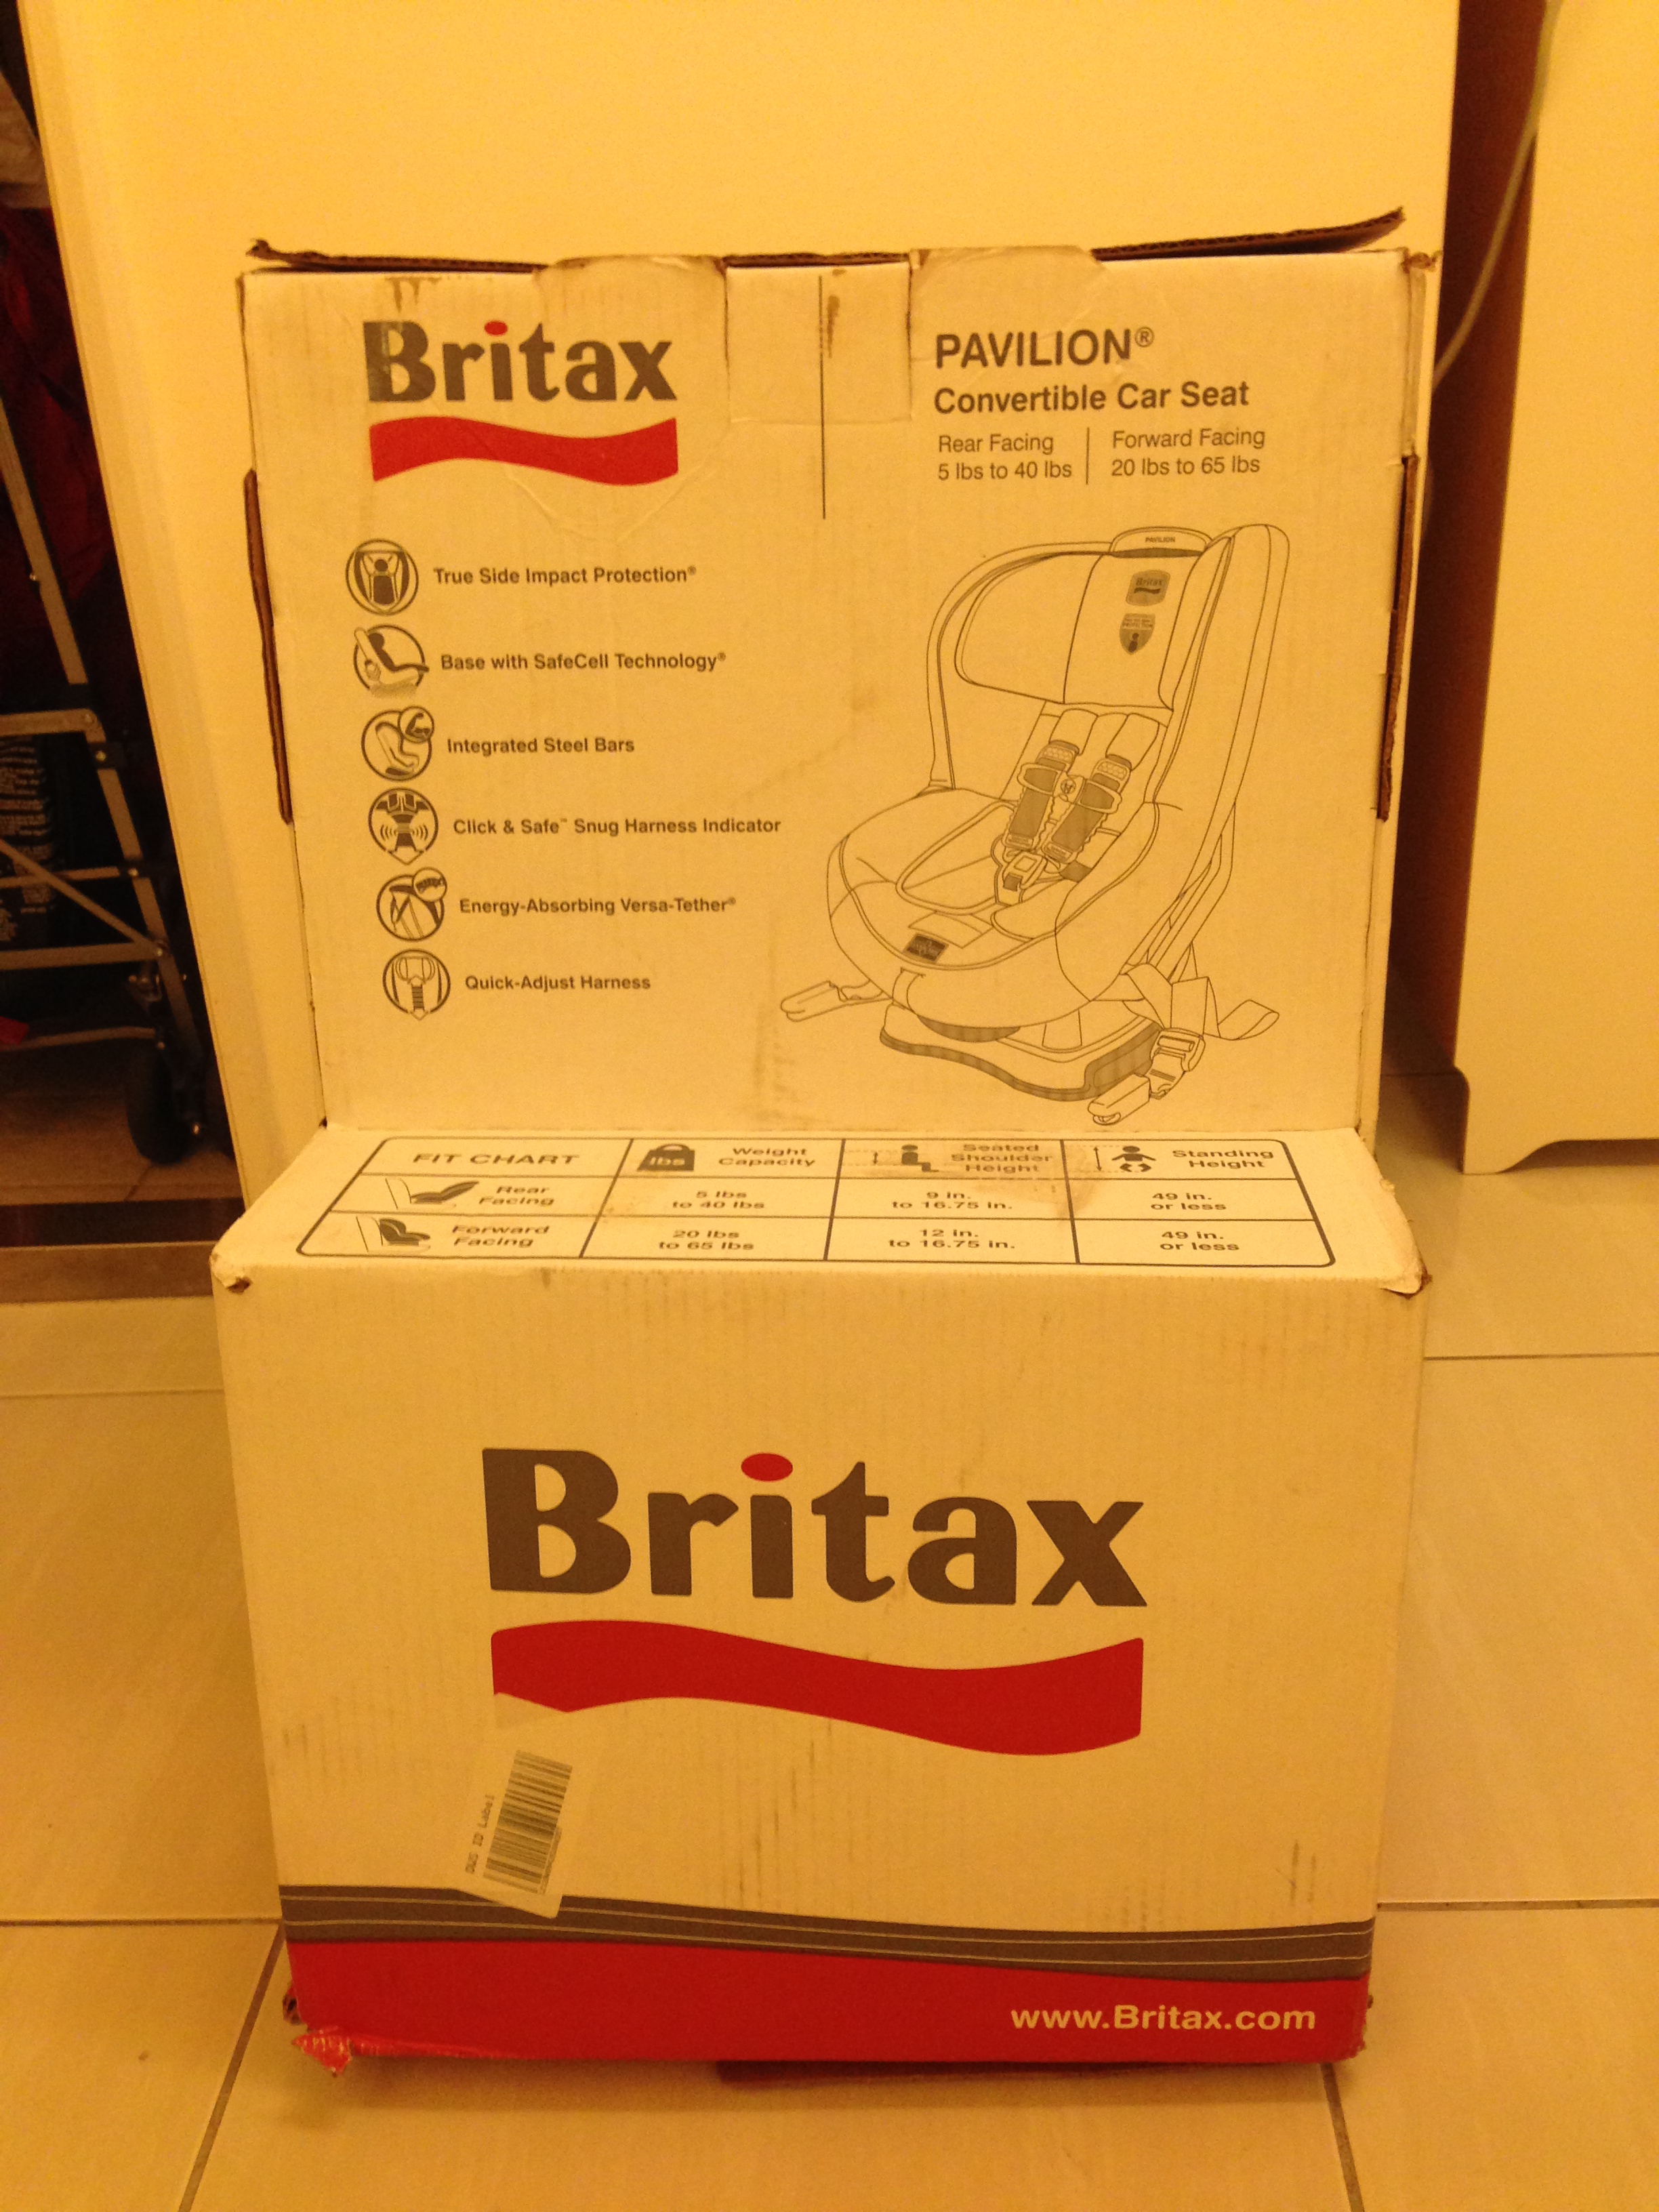 Britax
PAVILION®
Convertible Car Seat
Rear Facing
5 lbs to 40 lbs
Forward Facing
20 lbs to 65 lbs
True Side Impact Protection®
Base with SafeCell Technology®
Integrated Steel Bars
Click & Safe™ Snug Harness Indicator
Energy-Absorbing Versa-Tether®
Quick-Adjust Harness
PAVILION
Britax
FIT CHART
lbs
Weight
Capacity
Seated
Shoulder
Height
Standing
Height
Rear
Facing
5 lbs
to 40 lbs
9 in.
to 16.75 in.
49 in.
or less
Forward
Facing
20 lbs
to 65 lbs
12 in.
to 16.75 in.
49 in.
or less
Britax
DWS ID Label
www.Britax.com